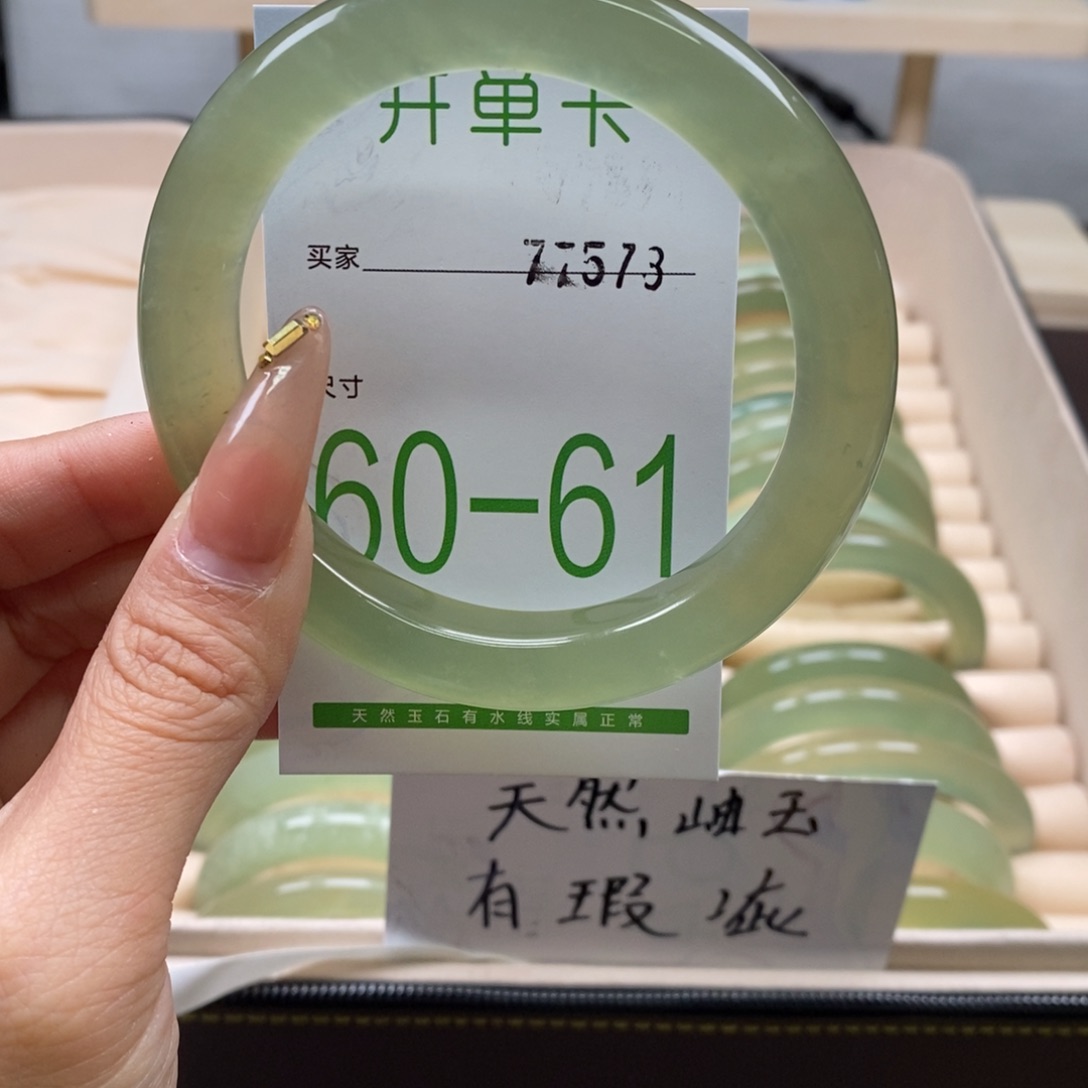 开单卡
买家 77573
尺寸
60-61
天然玉石有水线实属正常
天然岫玉
有瑕疵